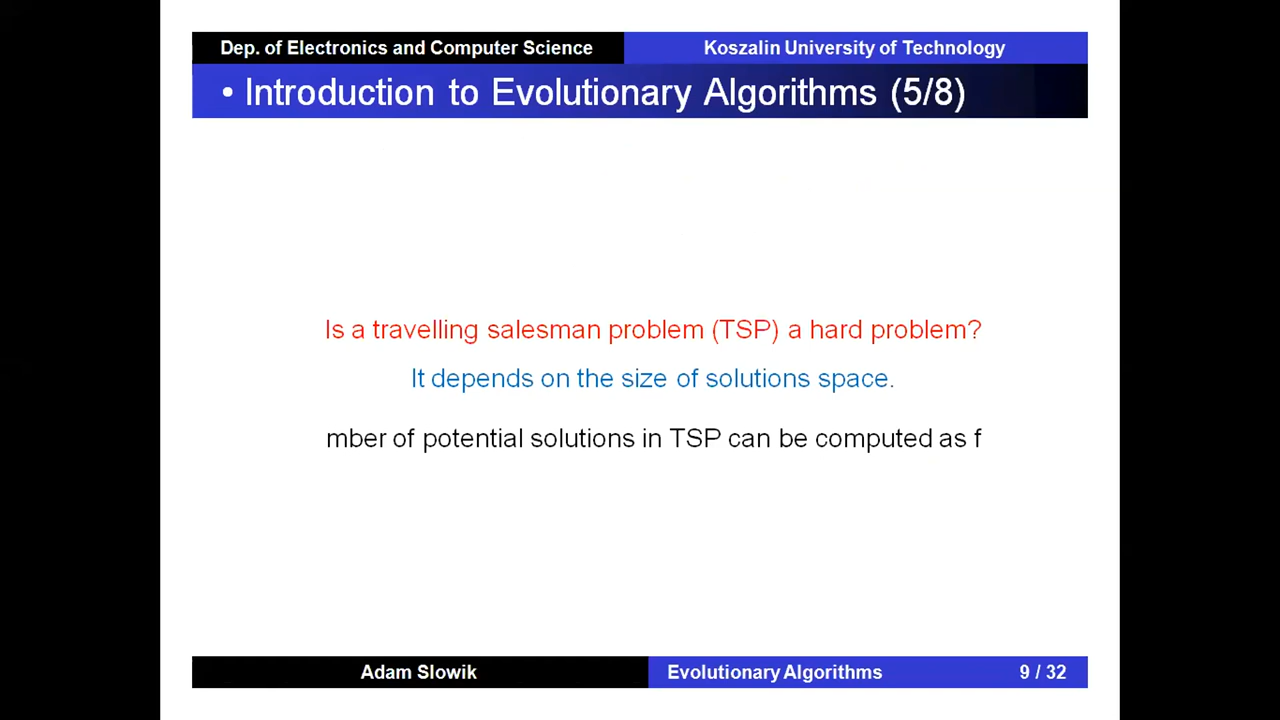 Dep. of Electronics and Computer Science
Koszalin University of Technology
• Introduction to Evolutionary Algorithms (5/8)
Is a travelling salesman problem (TSP) a hard problem?
It depends on the size of solutions space.
mber of potential solutions in TSP can be computed as f
Adam Slowik
Evolutionary Algorithms
9 / 32